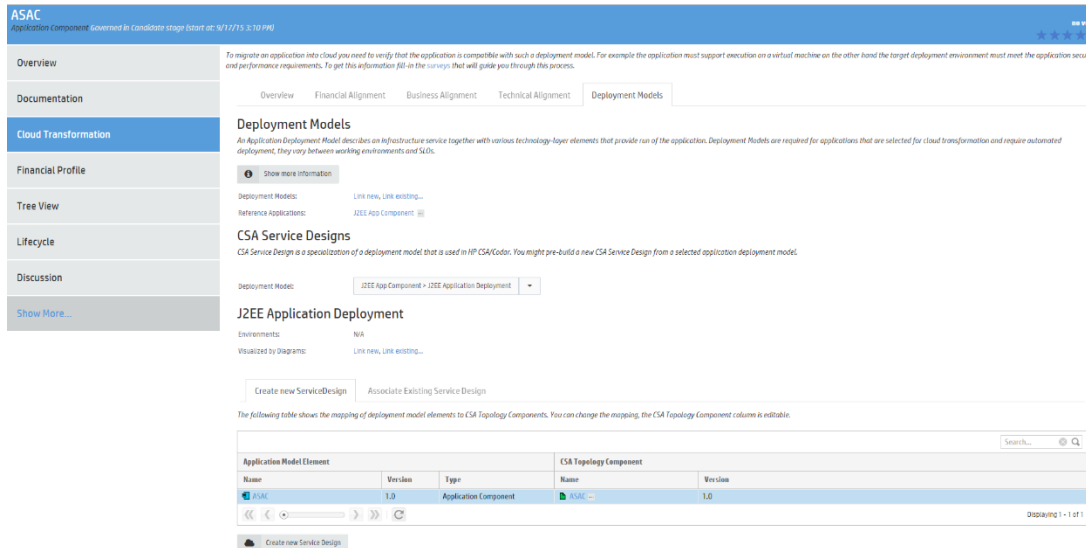 ASAC
Application Component Governed in Candidate stage (start at: 9/17/15 3:10 PM)
Overview
Documentation
Cloud Transformation
Financial Profile
Tree View
Lifecycle
Discussion
Show More...
To migrate an application into cloud you need to verify that the application is compatible with such a deployment model. For example the application must support execution on a virtual machine on the other hand the target deployment environment must meet the application secu
and performance requirements. To get this information fill-in the surveys that will guide you through this process.
Overview Financial Alignment Business Alignment Technical Alignment Deployment Models
Deployment Models
An Application Deployment Model describes an infrastructure service together with various technology-layer elements that provide run of the application. Deployment Models are required for applications that are selected for cloud transformation and require automated
deployment, they vary between working environments and SLOs.
Show more information
Deployment Models: Link new, Link existing...
Reference Applications: J2EE App Component
CSA Service Designs
CSA Service Design is a specialization of a deployment model that is used in HP CSA/Codar. You might pre-build a new CSA Service Design from a selected application deployment model.
Deployment Model: J2EE App Component > J2EE Application Deployment
J2EE Application Deployment
Environments: N/A
Visualized by Diagrams: Link new, Link existing...
Create new ServiceDesign Associate Existing Service Design
The following table shows the mapping of deployment model elements to CSA Topology Components. You can change the mapping, the CSA Topology Component column is editable.
Search...
Application Model Element CSA Topology Component
Name Version Type Name Version
ASAC 1.0 Application Component ASAC 1.0
Displaying 1 - 1 of 1
Create new Service Design